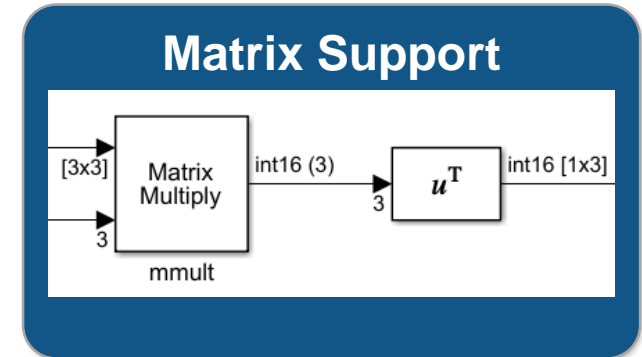 Matrix Support
[3x3]
Matrix
Multiply
int16 (3)
3
3
u^T
int16 [1x3]
mmult